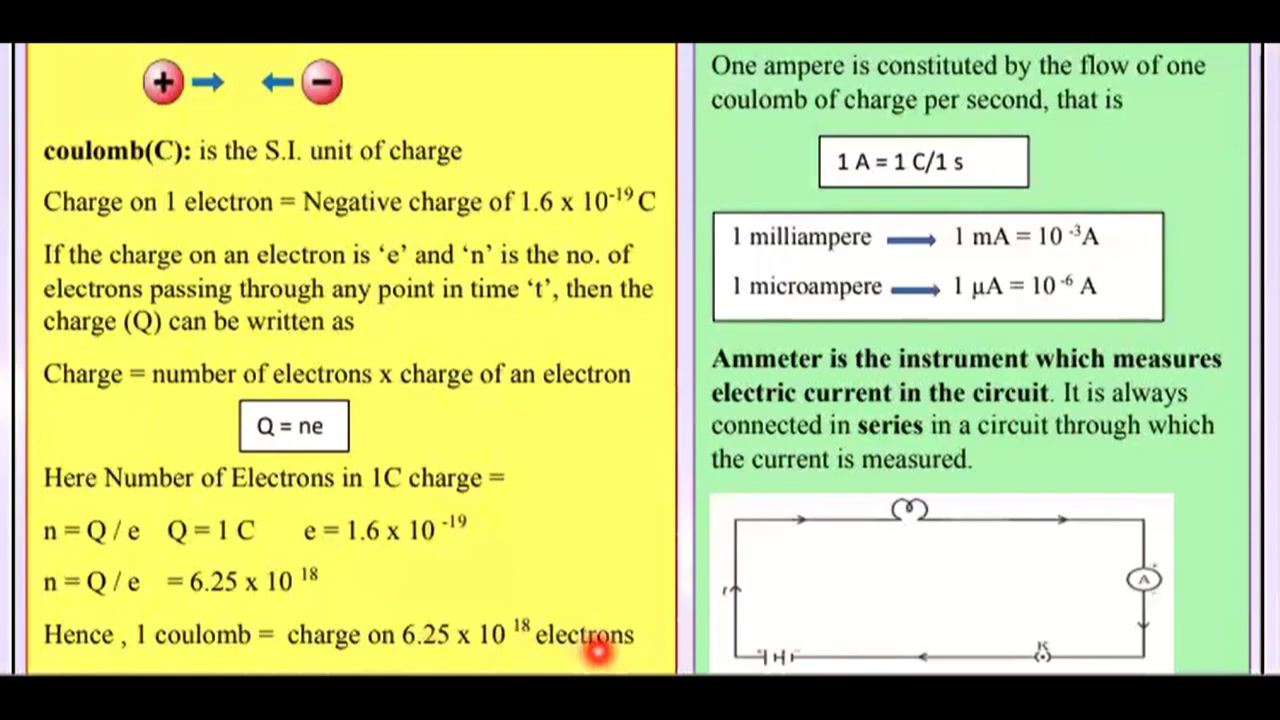 + −
coulomb(C): is the S.I. unit of charge
Charge on 1 electron = Negative charge of 1.6 x 10⁻¹⁹ C
If the charge on an electron is ‘e’ and ‘n’ is the no. of
electrons passing through any point in time ‘t’, then the
charge (Q) can be written as
Charge = number of electrons x charge of an electron
Q = ne
Here Number of Electrons in 1C charge =
n = Q / e Q = 1 C e = 1.6 x 10 ⁻¹⁹
n = Q / e = 6.25 x 10 ¹⁸
Hence , 1 coulomb = charge on 6.25 x 10 ¹⁸ electrons
One ampere is constituted by the flow of one
coulomb of charge per second, that is
1 A = 1 C/1 s
1 milliampere 1 mA = 10 ⁻³A
1 microampere 1 µA = 10 ⁻⁶ A
Ammeter is the instrument which measures
electric current in the circuit. It is always
connected in series in a circuit through which
the current is measured.
A
K